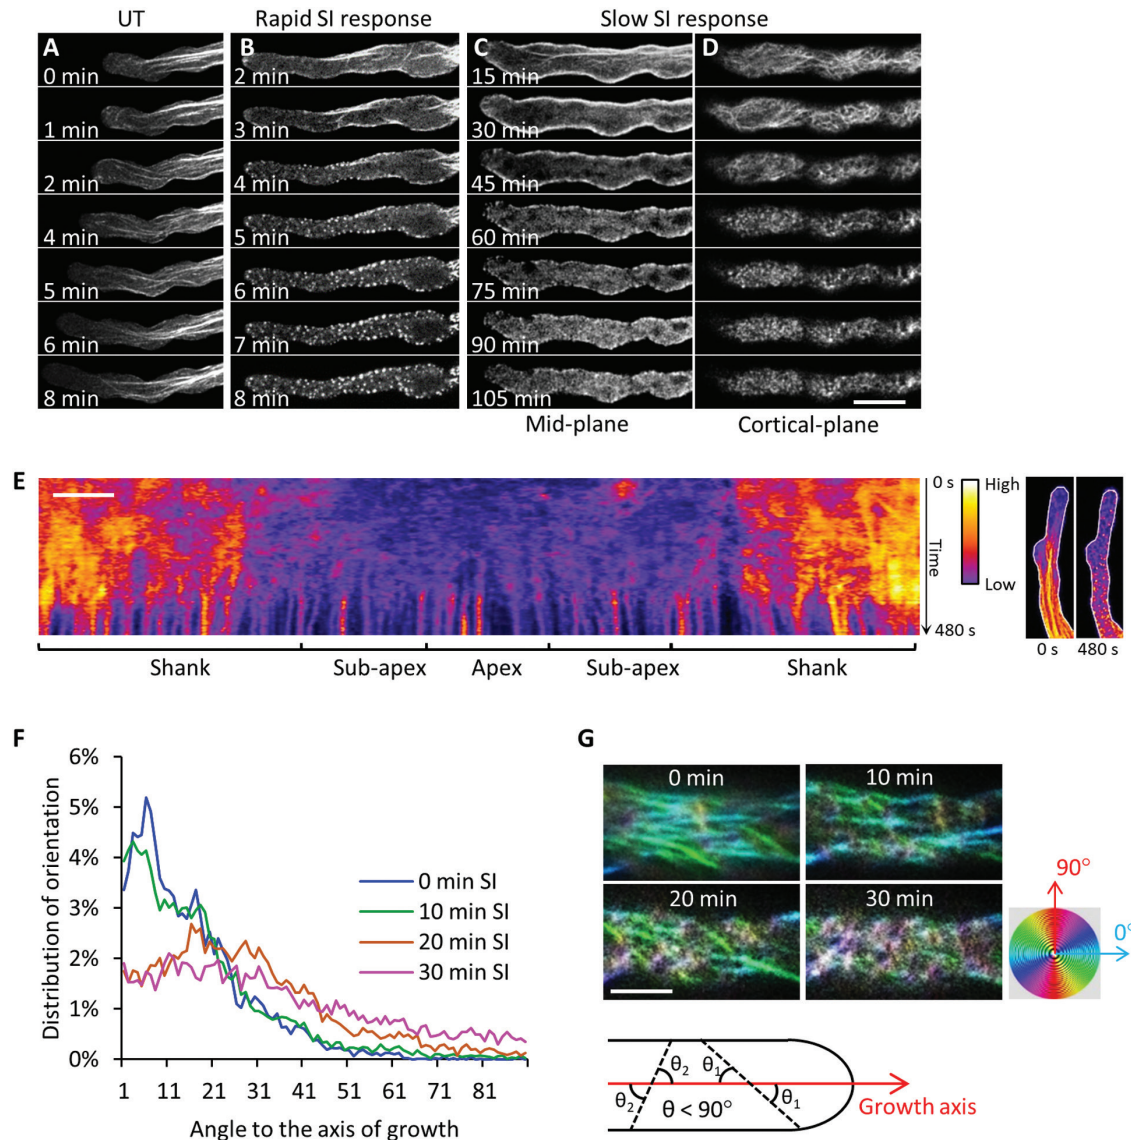 UT
Rapid SI response
Slow SI response
A
0 min
1 min
2 min
4 min
5 min
6 min
8 min
B
2 min
3 min
4 min
5 min
6 min
7 min
8 min
C
15 min
30 min
45 min
60 min
75 min
90 min
105 min
D
Mid-plane
Cortical-plane
E
0 s
Time
480 s
High
Low
0 s
480 s
Shank
Sub-apex
Apex
Sub-apex
Shank
F
Distribution of orientation
6%
5%
4%
3%
2%
1%
0%
0 min SI
10 min SI
20 min SI
30 min SI
1 11 21 31 41 51 61 71 81
Angle to the axis of growth
G
0 min
10 min
20 min
30 min
90°
0°
θ₂
θ₁
θ₂
θ < 90°
θ₁
Growth axis